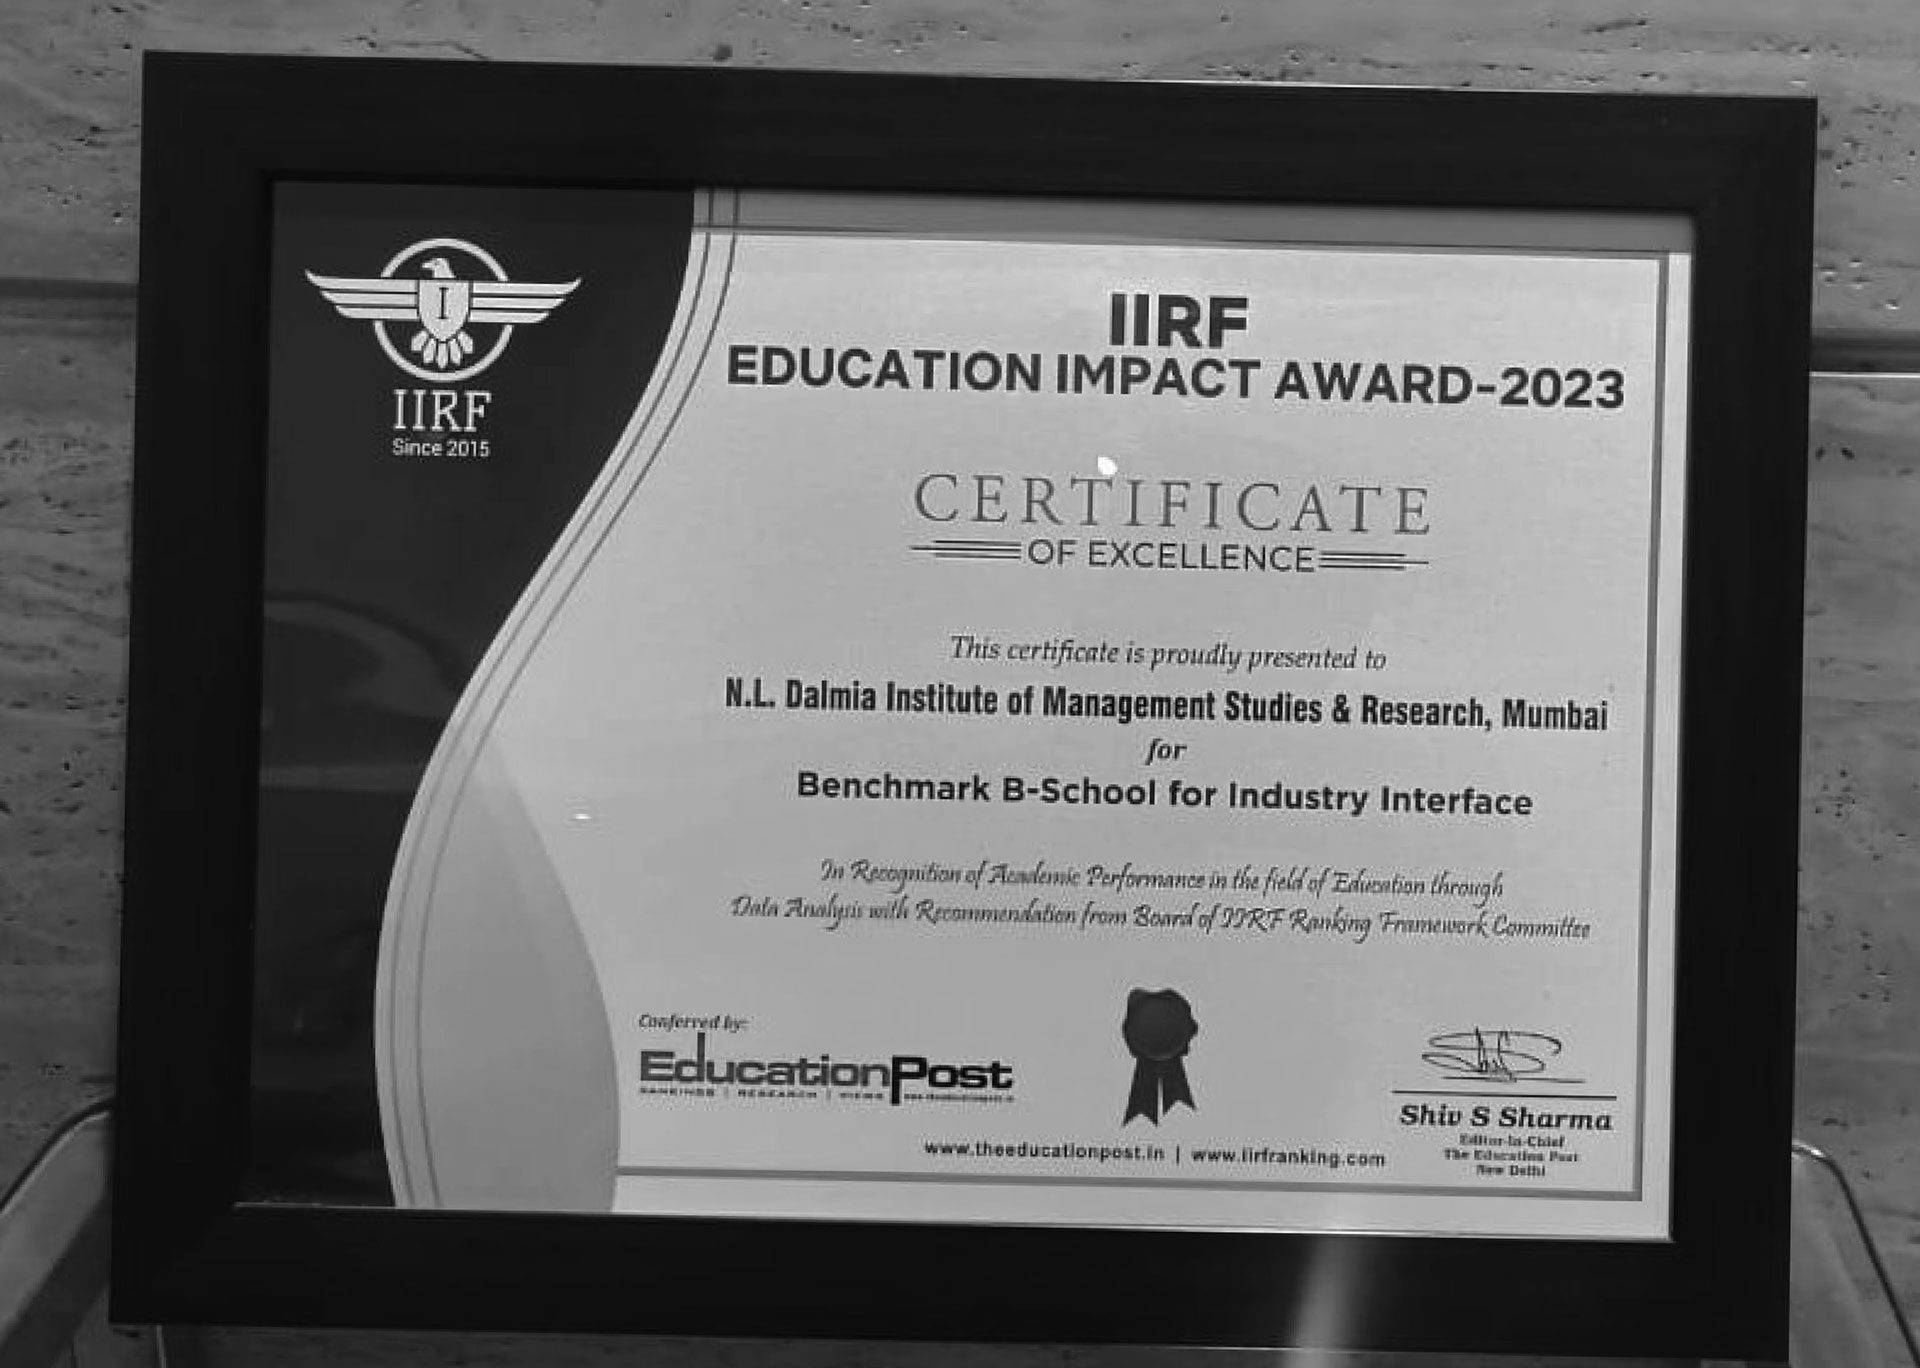 I
IIRF
Since 2015
IIRF
EDUCATION IMPACT AWARD-2023
CERTIFICATE
OF EXCELLENCE
This certificate is proudly presented to
N.L. Dalmia Institute of Management Studies & Research, Mumbai
for
Benchmark B-School for Industry Interface
In Recognition of Academic Performance in the field of Education through
Data Analysis with Recommendation from Board of IIRF Ranking Framework Committee
Conferred by:
EducationPost
RANKINGS | RESEARCH | VIEWS
www.theeducationpost.in | www.iirfranking.com
Shiv S Sharma
Editor-In-Chief
The Education Post
New Delhi